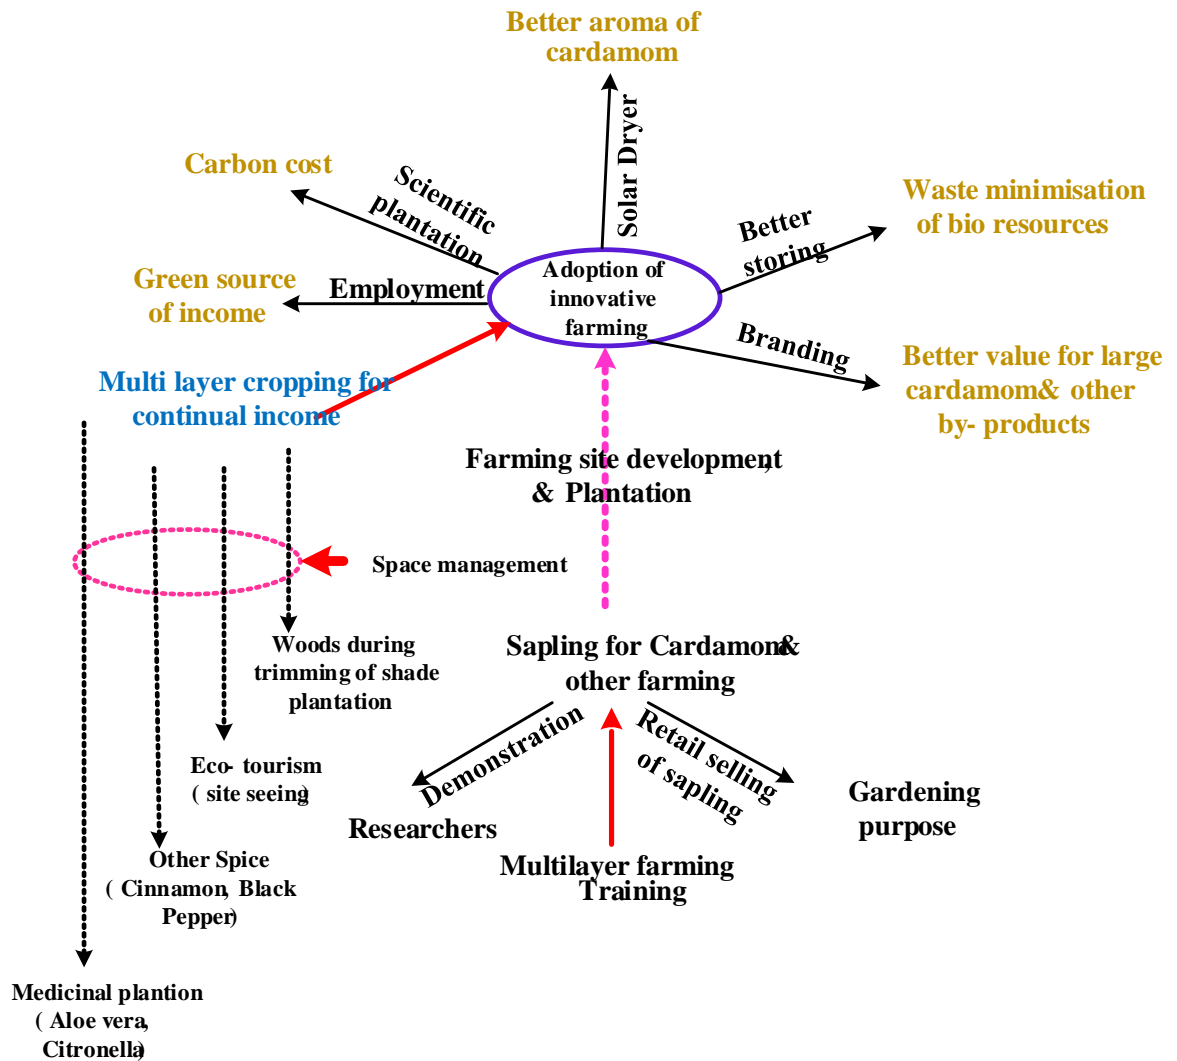 Better aroma of
cardamom
Solar Dryer
Carbon cost
Scientific
plantation
Waste minimisation
of bio resources
Better
storing
Green source
of income
Employment
Adoption of
innovative
farming
Branding
Better value for large
cardamom& other
by- products
Multi layer cropping for
continual income
Farming site development,
& Plantation
Space management
Woods during
trimming of shade
plantation
Sapling for Cardamon&
other farming
Demonstration
Retail selling
of sapling
Eco- tourism
( site seeing)
Researchers
Gardening
purpose
Other Spice
( Cinnamon, Black
Pepper)
Multilayer farming
Training
Medicinal plantion
( Aloe vera,
Citronella)